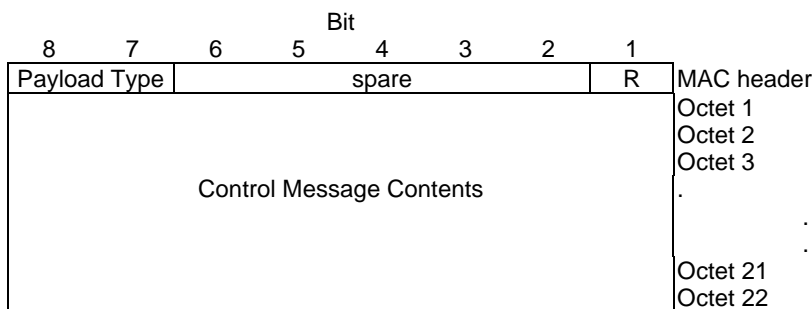 Bit
8 7 6 5 4 3 2 1
Payload Type spare R MAC header
Octet 1
Octet 2
Octet 3
Control Message Contents .
.
.
Octet 21
Octet 22